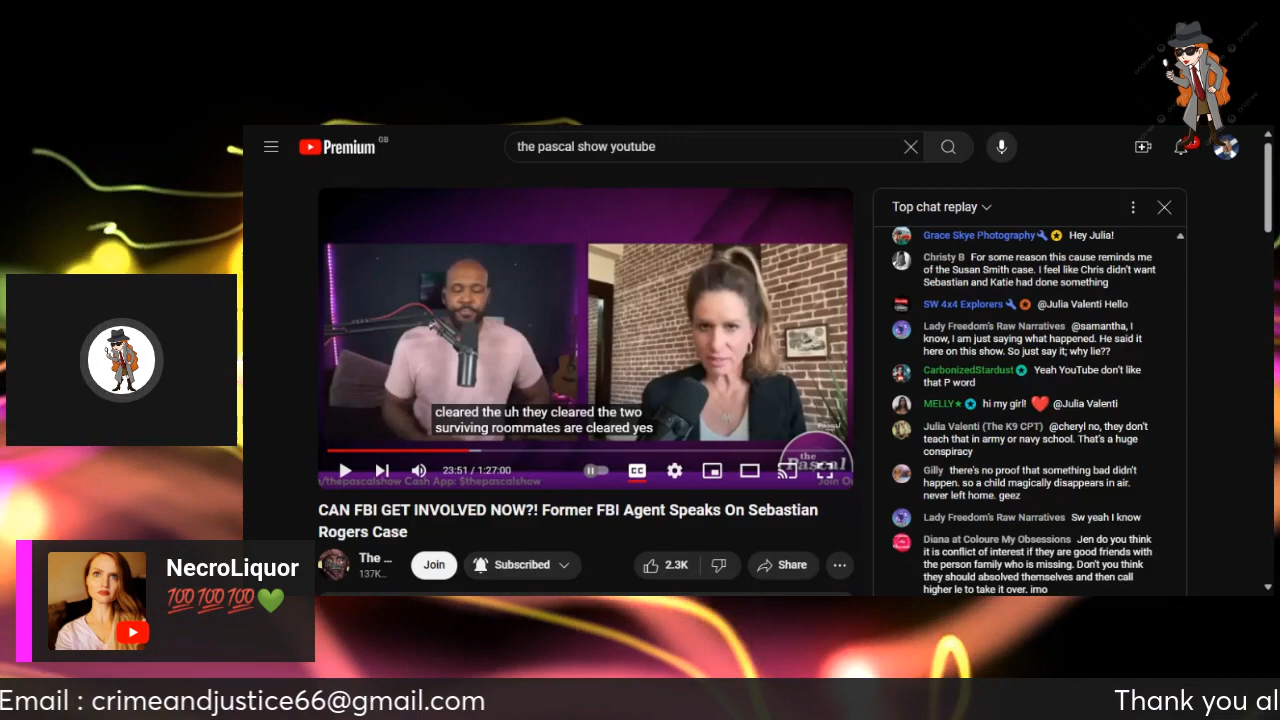 Premium GB
the pascal show youtube
Top chat replay
Grace Skye Photography Hey Julia!
Christy B For some reason this cause reminds me
of the Susan Smith case. I feel like Chris didn't want
Sebastian and Katie had done something
SW 4x4 Explorers @Julia Valenti Hello
Lady Freedom's Raw Narratives @samantha, I
know, I am just saying what happened. He said it
here on this show. So just say it; why lie??
CarbonizedStardust Yeah YouTube don't like
that P word
MELLY★ hi my girl! ❤️ @Julia Valenti
Julia Valenti (The K9 CPT) @cheryl no, they don't
teach that in army or navy school. That's a huge
conspiracy
Gilly there's no proof that something bad didn't
happen. so a child magically disappears in air.
never left home. geez
Lady Freedom's Raw Narratives Sw yeah I know
Diana at Coloure My Obsessions Jen do you think
it is conflict of interest if they are good friends with
the person family who is missing. Don't you think
they should absolved themselves and then call
higher le to take it over. imo
cleared the uh they cleared the two
surviving roommates are cleared yes
the Pascal
23:51 / 1:27:00
CC
/thepascalshow Cash App: $thepascalshow
Join Ou
CAN FBI GET INVOLVED NOW?! Former FBI Agent Speaks On Sebastian
Rogers Case
The ...
137K...
Join
Subscribed
2.3K
Share
NecroLiquor
💯💯💯💚
Email : crimeandjustice66@gmail.com
Thank you al